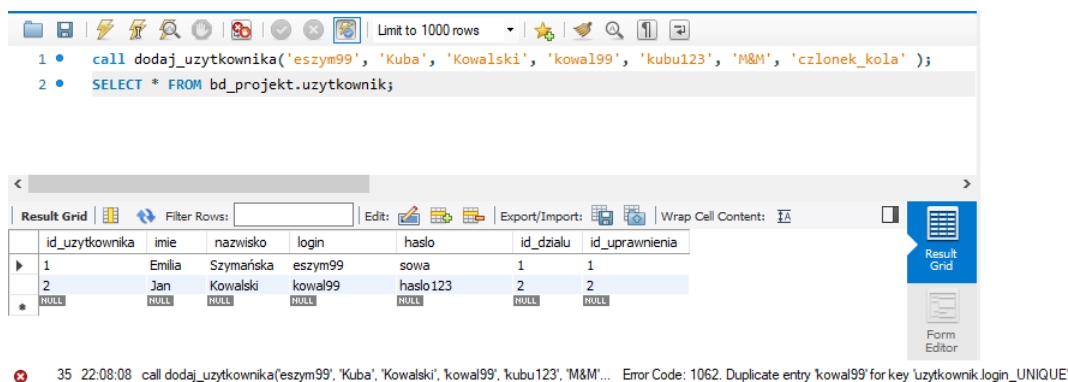 Limit to 1000 rows
1 call dodaj_uzytkownika('eszym99', 'Kuba', 'Kowalski', 'kowal99', 'kubu123', 'M&M', 'czlonek_kola' );
2 SELECT * FROM bd_projekt.uzytkownik;
Result Grid Filter Rows: Edit: Export/Import: Wrap Cell Content: IA
id_uzytkownika imie nazwisko login haslo id_dzialu id_uprawnienia
1 Emilia Szymańska eszym99 sowa 1 1
2 Jan Kowalski kowal99 haslo123 2 2
NULL NULL NULL NULL NULL NULL NULL
Result
Grid
Form
Editor
35 22:08:08 call dodaj_uzytkownika('eszym99', 'Kuba', 'Kowalski', 'kowal99', 'kubu123', 'M&M'... Error Code: 1062. Duplicate entry 'kowal99' for key 'uzytkownik.login_UNIQUE'